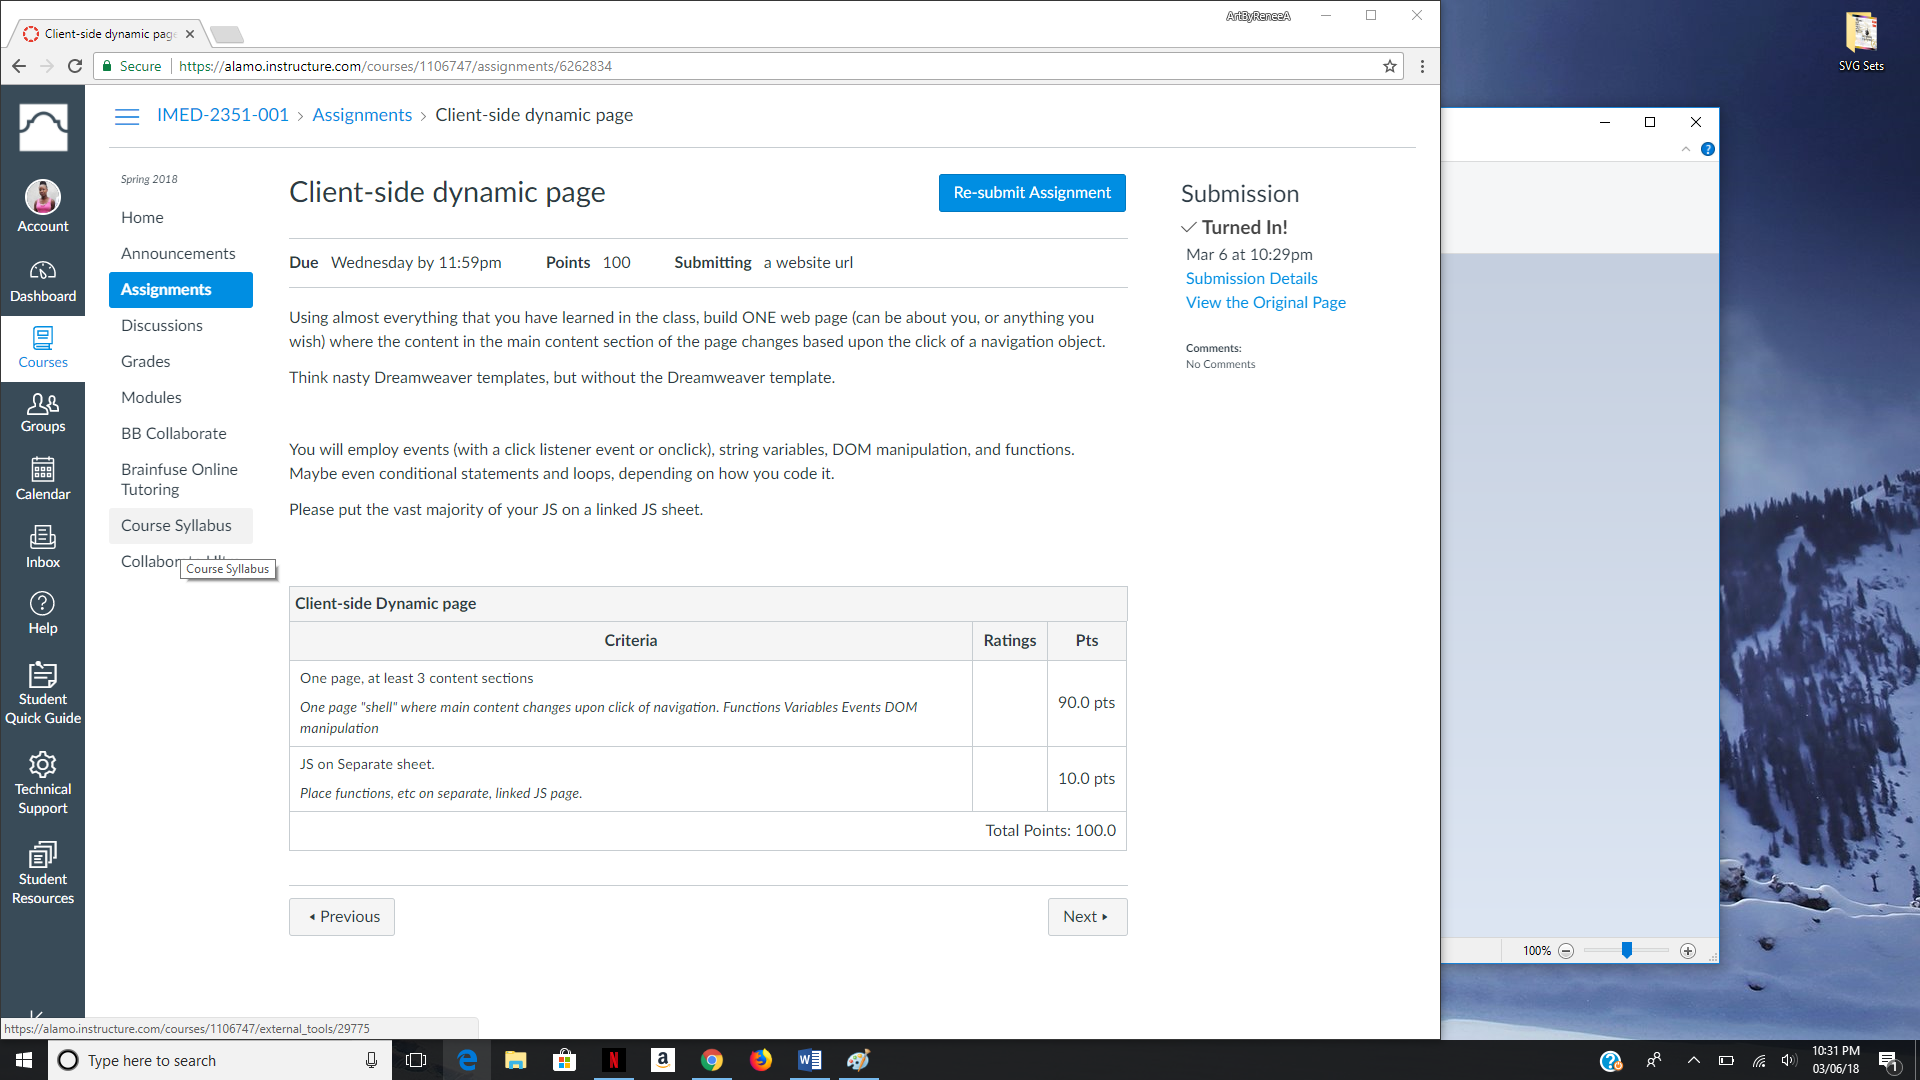 ArtByReneeA
Client-side dynamic page
Secure
https://alamo.instructure.com/courses/1106747/assignments/6262834
SVG Sets
IMED-2351-001 › Assignments › Client-side dynamic page
Account
Dashboard
Courses
Groups
Calendar
Inbox
Help
Student
Quick Guide
Technical
Support
Student
Resources
Spring 2018
Home
Announcements
Assignments
Discussions
Grades
Modules
BB Collaborate
Brainfuse Online
Tutoring
Course Syllabus
Collabor
Course Syllabus
Client-side dynamic page
Re-submit Assignment
Due Wednesday by 11:59pm Points 100 Submitting a website url
Using almost everything that you have learned in the class, build ONE web page (can be about you, or anything you
wish) where the content in the main content section of the page changes based upon the click of a navigation object.
Think nasty Dreamweaver templates, but without the Dreamweaver template.
You will employ events (with a click listener event or onclick), string variables, DOM manipulation, and functions.
Maybe even conditional statements and loops, depending on how you code it.
Please put the vast majority of your JS on a linked JS sheet.
Client-side Dynamic page
Criteria Ratings Pts
One page, at least 3 content sections
One page "shell" where main content changes upon click of navigation. Functions Variables Events DOM
manipulation
90.0 pts
JS on Separate sheet.
Place functions, etc on separate, linked JS page.
10.0 pts
Total Points: 100.0
Previous
Next
Submission
Turned In!
Mar 6 at 10:29pm
Submission Details
View the Original Page
Comments:
No Comments
100%
https://alamo.instructure.com/courses/1106747/external_tools/29775
Type here to search
10:31 PM
03/06/18
1